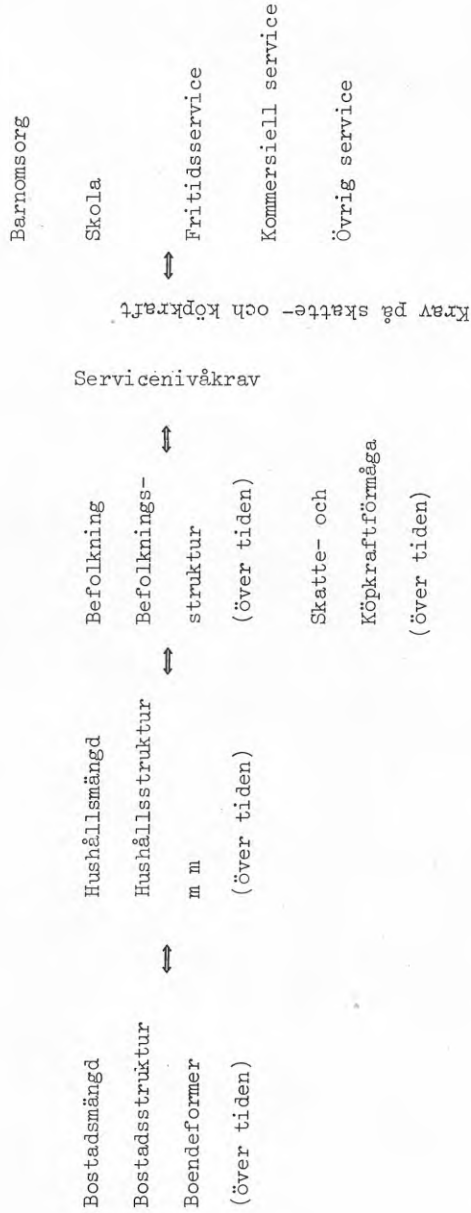 Bostadsmängd
Bostadsstruktur
Boendeformer
(över tiden)
⇔
Hushållsmängd
Hushållsstruktur
m m
(över tiden)
⇔
Befolkning
Befolknings-
struktur
(över tiden)
Skatte- och
Köpkraftförmåga
(över tiden)
⇔
Servicenivåkrav
Krav på skatte- och köpkraft
⇔
Barnomsorg
Skola
Fritidsservice
Kommersiell service
Övrig service